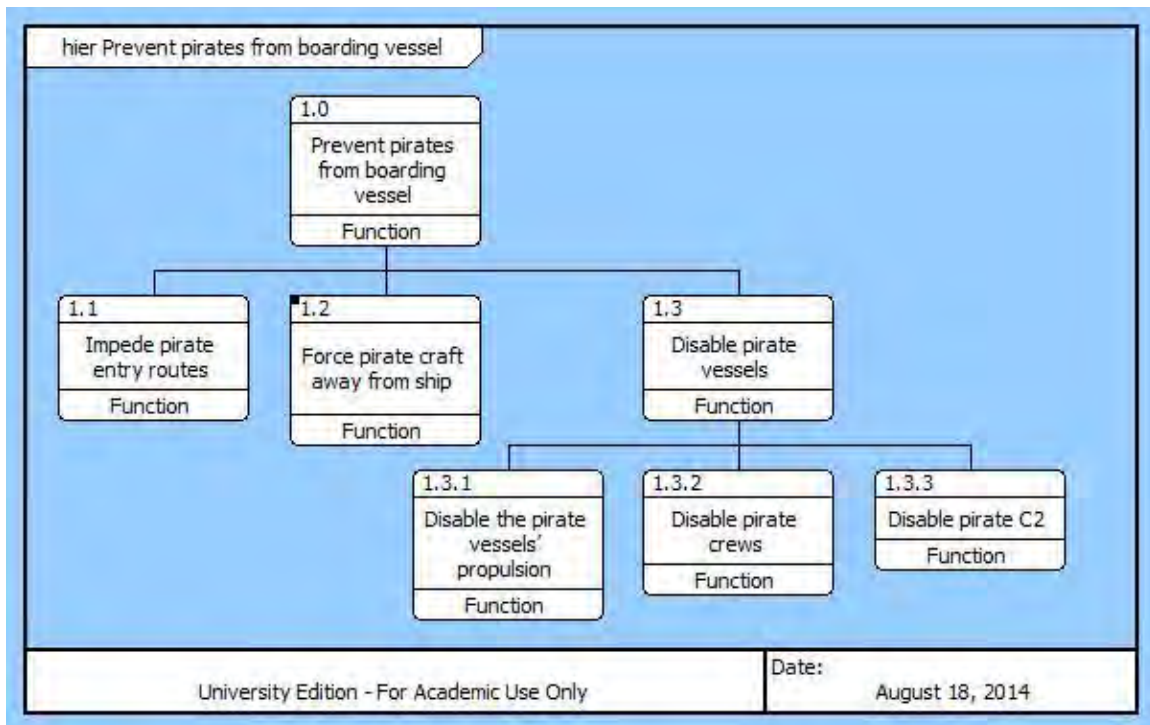 hier Prevent pirates from boarding vessel
1.0
Prevent pirates
from boarding
vessel
Function
1.1
Impede pirate
entry routes
Function
1.2
Force pirate craft
away from ship
Function
1.3
Disable pirate
vessels
Function
1.3.1
Disable the pirate
vessels’
propulsion
Function
1.3.2
Disable pirate
crews
Function
1.3.3
Disable pirate C2
Function
University Edition - For Academic Use Only
Date:
August 18, 2014